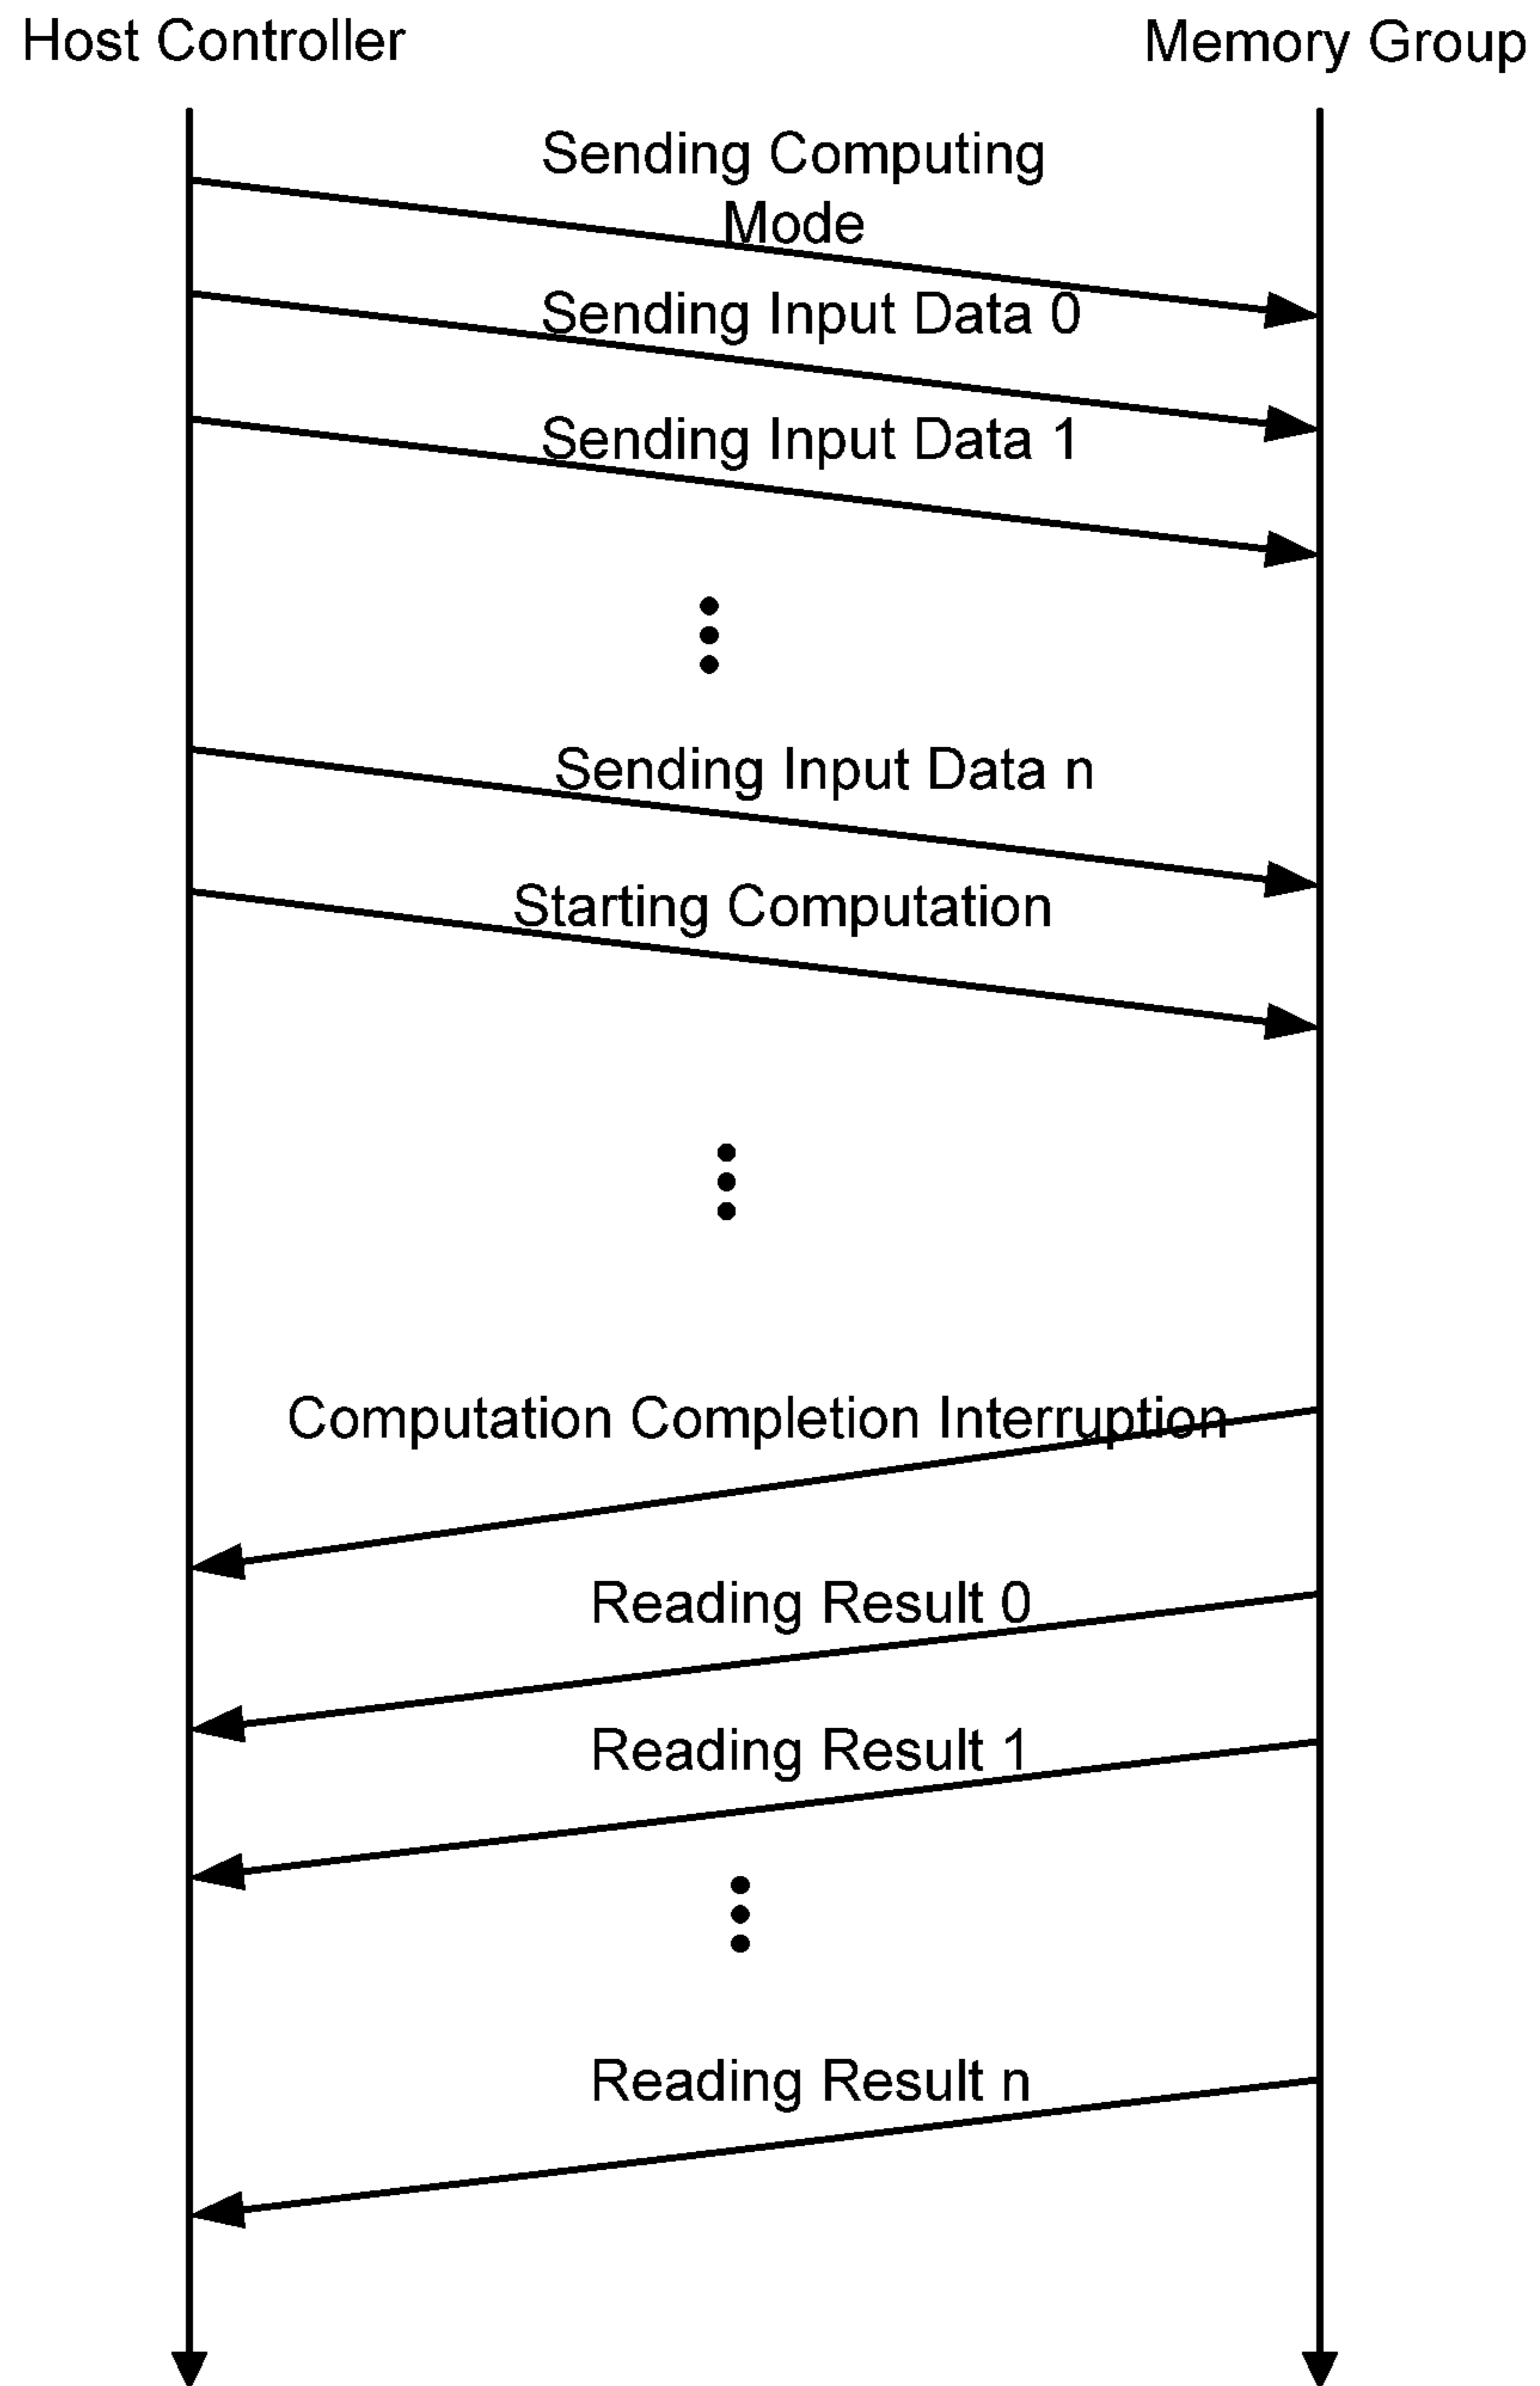 Host Controller
Memory Group
Sending Computing
Mode
Sending Input Data 0
Sending Input Data 1
Sending Input Data n
Starting Computation
Computation Completion Interruption
Reading Result 0
Reading Result 1
Reading Result n